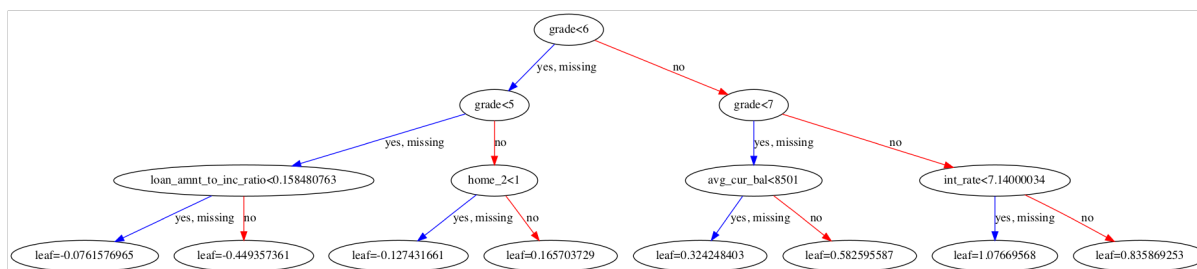 grade<6
yes, missing
no
grade<5
grade<7
yes, missing
no
yes, missing
no
loan_amnt_to_inc_ratio<0.158480763
home_2<1
avg_cur_bal<8501
int_rate<7.14000034
yes, missing
no
yes, missing
no
yes, missing
no
yes, missing
no
leaf=-0.0761576965
leaf=-0.449357361
leaf=-0.127431661
leaf=0.165703729
leaf=0.324248403
leaf=0.582595587
leaf=1.07669568
leaf=0.835869253